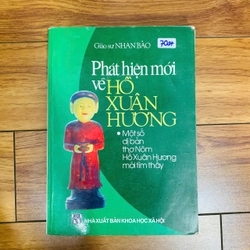 Giáo sư NHAN BẢO
Phát hiện mới
về HỒ
XUÂN
HƯƠNG
• Một số
dị bản
thơ Nôm
Hồ Xuân Hương
mới tìm thấy
NHÀ XUẤT BẢN KHOA HỌC XÃ HỘI